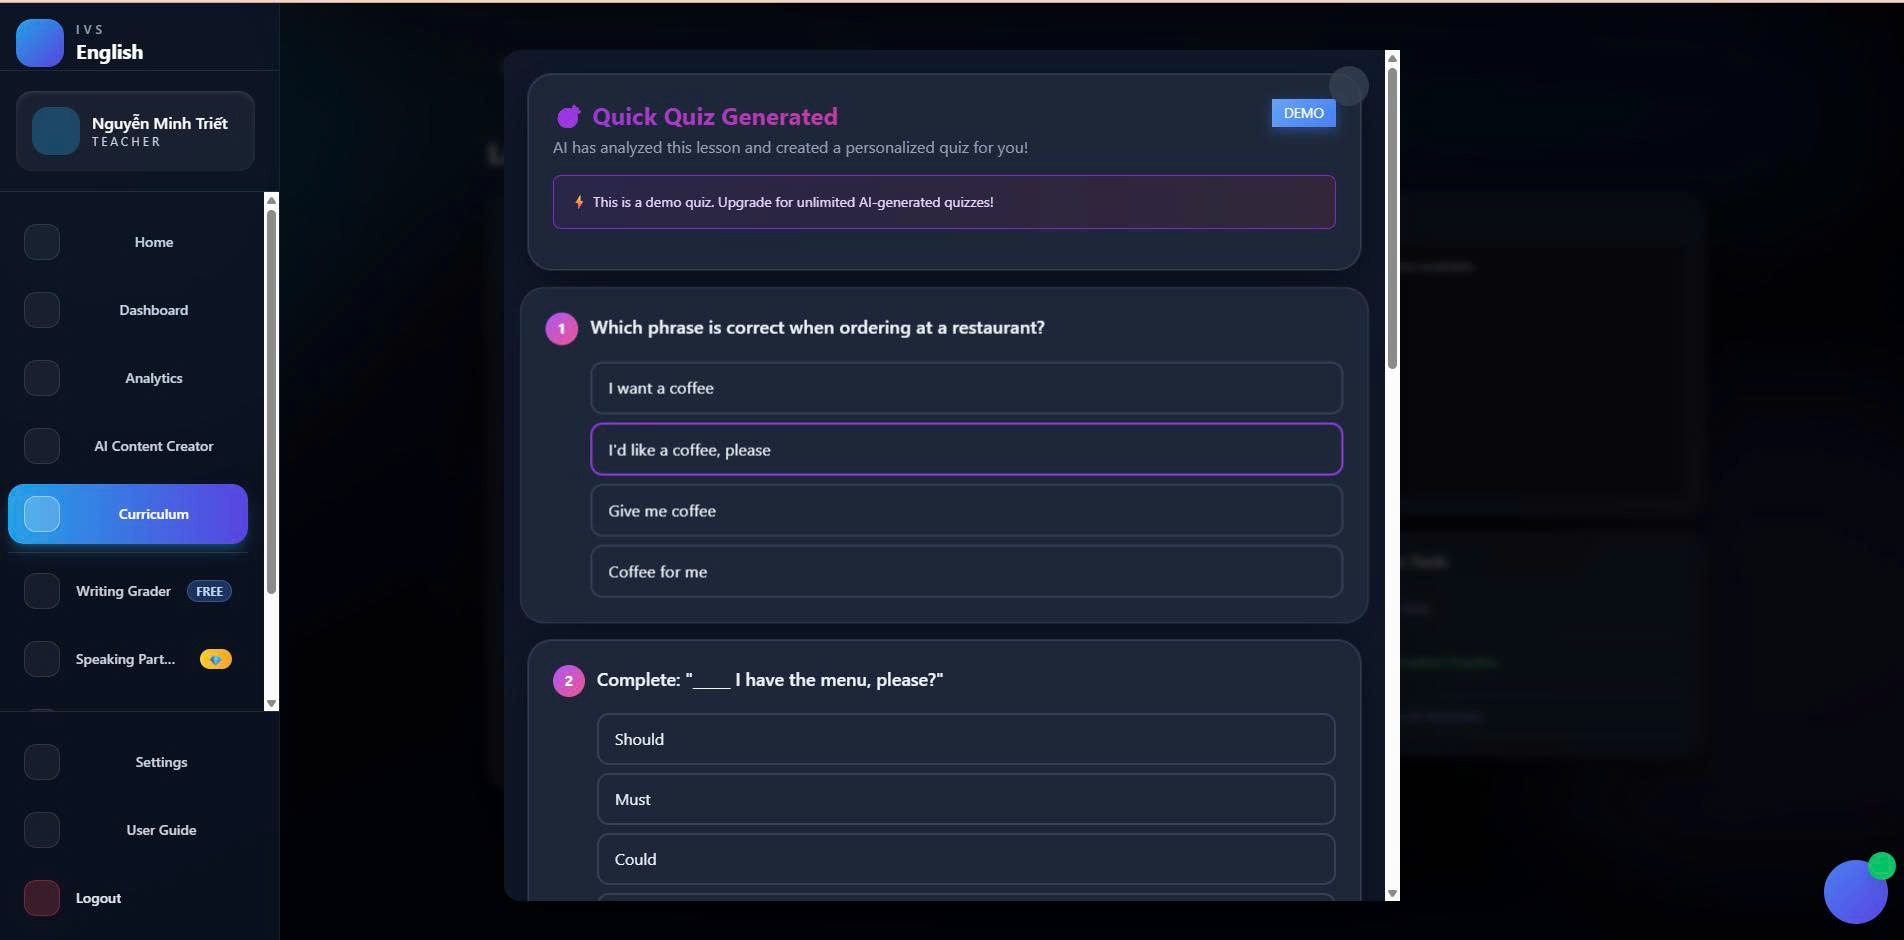 IVS
English
Nguyễn Minh Triết
TEACHER
Home
Dashboard
Analytics
AI Content Creator
Curriculum
Writing Grader FREE
Speaking Part...
Settings
User Guide
Logout
Quick Quiz Generated
DEMO
AI has analyzed this lesson and created a personalized quiz for you!
This is a demo quiz. Upgrade for unlimited AI-generated quizzes!
1 Which phrase is correct when ordering at a restaurant?
I want a coffee
I'd like a coffee, please
Give me coffee
Coffee for me
2 Complete: "_____ I have the menu, please?"
Should
Must
Could